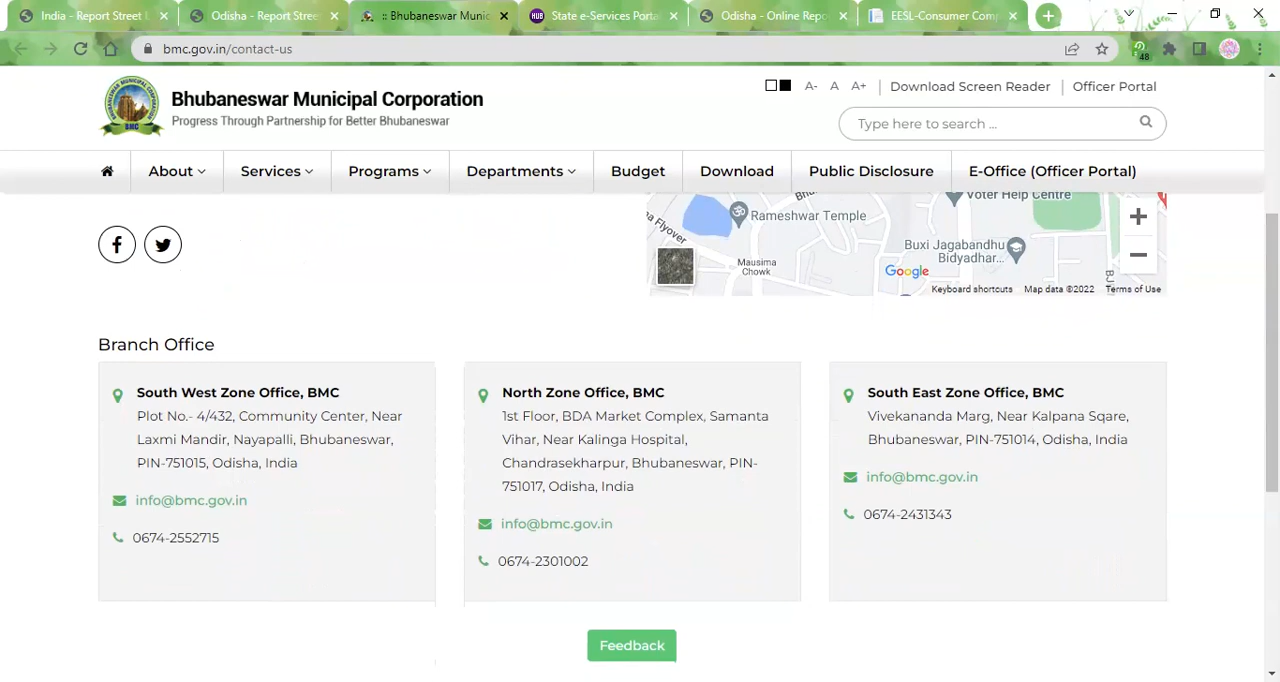 India - Report Street L
Odisha - Report Stree
:: Bhubaneswar Munic
State e-Services Porta
Odisha - Online Repo
EESL-Consumer Comp
bmc.gov.in/contact-us
48
Bhubaneswar Municipal Corporation
Progress Through Partnership for Better Bhubaneswar
BMC
A- A A+ | Download Screen Reader | Officer Portal
Type here to search ...
About Services Programs Departments Budget Download Public Disclosure E-Office (Officer Portal)
Voter Help Centre
Rameshwar Temple
a Flyover
Buxi Jagabandhu
Bidyadhar...
Mausima
Chowk
Google
Keyboard shortcuts Map data ©2022 Terms of Use
Branch Office
South West Zone Office, BMC
Plot No.- 4/432, Community Center, Near
Laxmi Mandir, Nayapalli, Bhubaneswar,
PIN-751015, Odisha, India
info@bmc.gov.in
0674-2552715
North Zone Office, BMC
1st Floor, BDA Market Complex, Samanta
Vihar, Near Kalinga Hospital,
Chandrasekharpur, Bhubaneswar, PIN-
751017, Odisha, India
info@bmc.gov.in
0674-2301002
South East Zone Office, BMC
Vivekananda Marg, Near Kalpana Sqare,
Bhubaneswar, PIN-751014, Odisha, India
info@bmc.gov.in
0674-2431343
Feedback